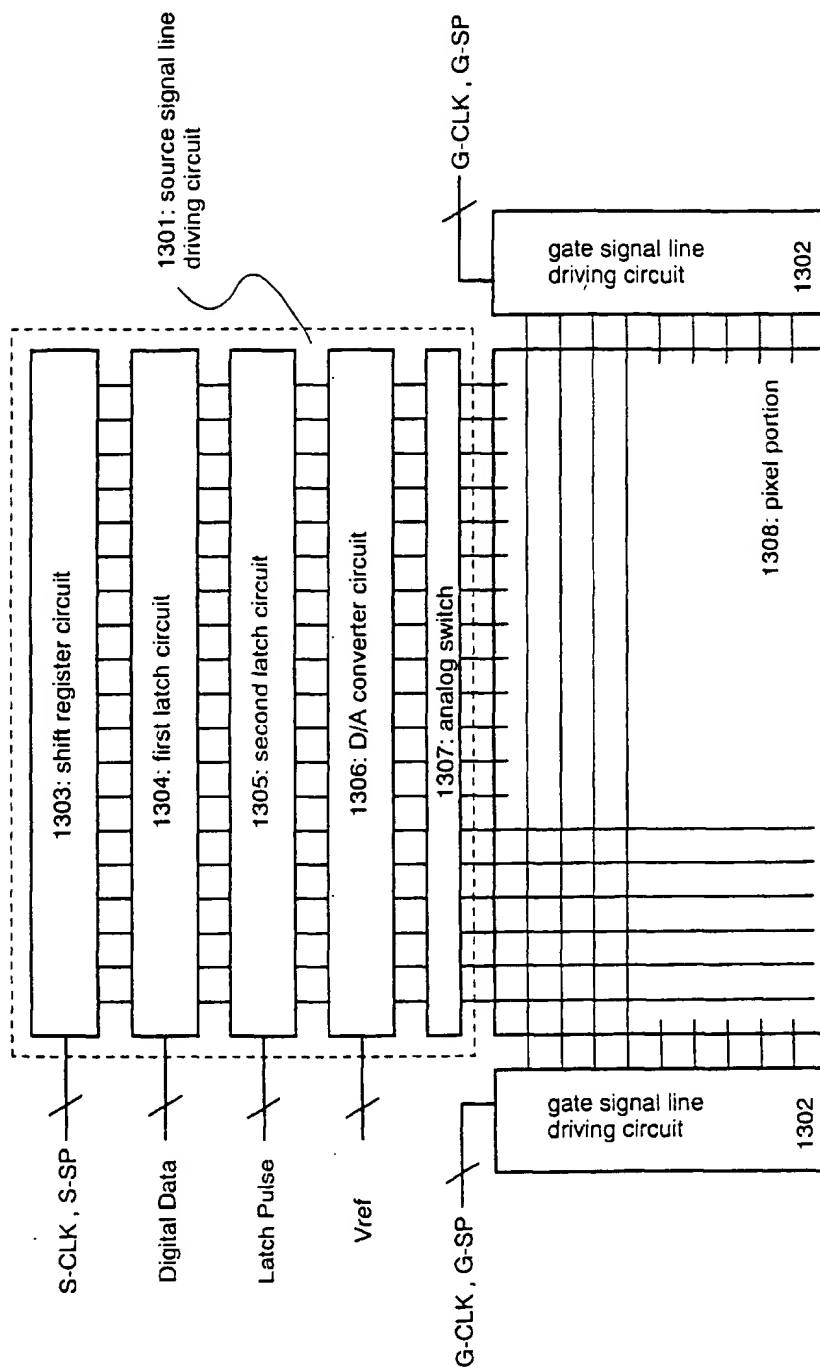 1301: source signal line
driving circuit
S-CLK , S-SP
1303: shift register circuit
Digital Data
1304: first latch circuit
Latch Pulse
1305: second latch circuit
Vref
1306: D/A converter circuit
1307: analog switch
G-CLK , G-SP
G-CLK , G-SP
gate signal line
driving circuit
1302
1308: pixel portion
gate signal line
driving circuit
1302